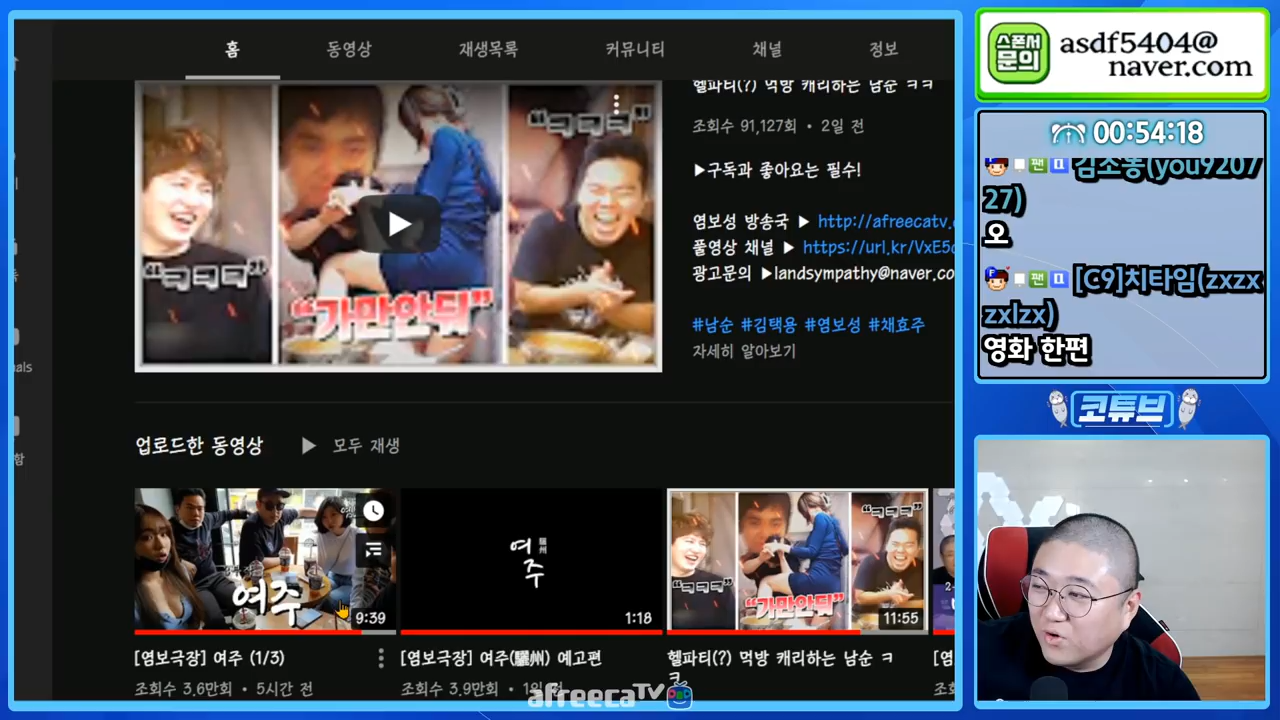 홈 동영상 재생목록 커뮤니티 채널 정보
"ㅋㅋㅋ"
"ㅋㅋㅋ"
"가만안둬"
헬파티(?) 먹방 캐리하는 남순 ㅋㅋ
조회수 91,127회 • 2일 전
▶구독과 좋아요는 필수!
염보성 방송국 ▶ http://afreecatv.
풀영상 채널 ▶ https://url.kr/VxE5
광고문의 ▶landsympathy@naver.co
#남순 #김택용 #염보성 #채효주
자세히 알아보기
업로드한 동영상 ▶ 모두 재생
여주
9:39
여주
驪州
1:18
"ㅋㅋㅋ"
"ㅋㅋㅋ"
"가만안둬"
11:55
[염보극장] 여주 (1/3)
조회수 3.6만회 • 5시간 전
[염보극장] 여주(驪州) 예고편
조회수 3.9만회 • 1일 전
헬파티(?) 먹방 캐리하는 남순 ㅋ
ㅋ
afreecaTV
스폰서
문의
asdf5404@
naver.com
00:54:18
팬 김소똥(you9207
27)
오
팬 [C9]치타임(zxzx
zxlzx)
영화 한편
코튜브